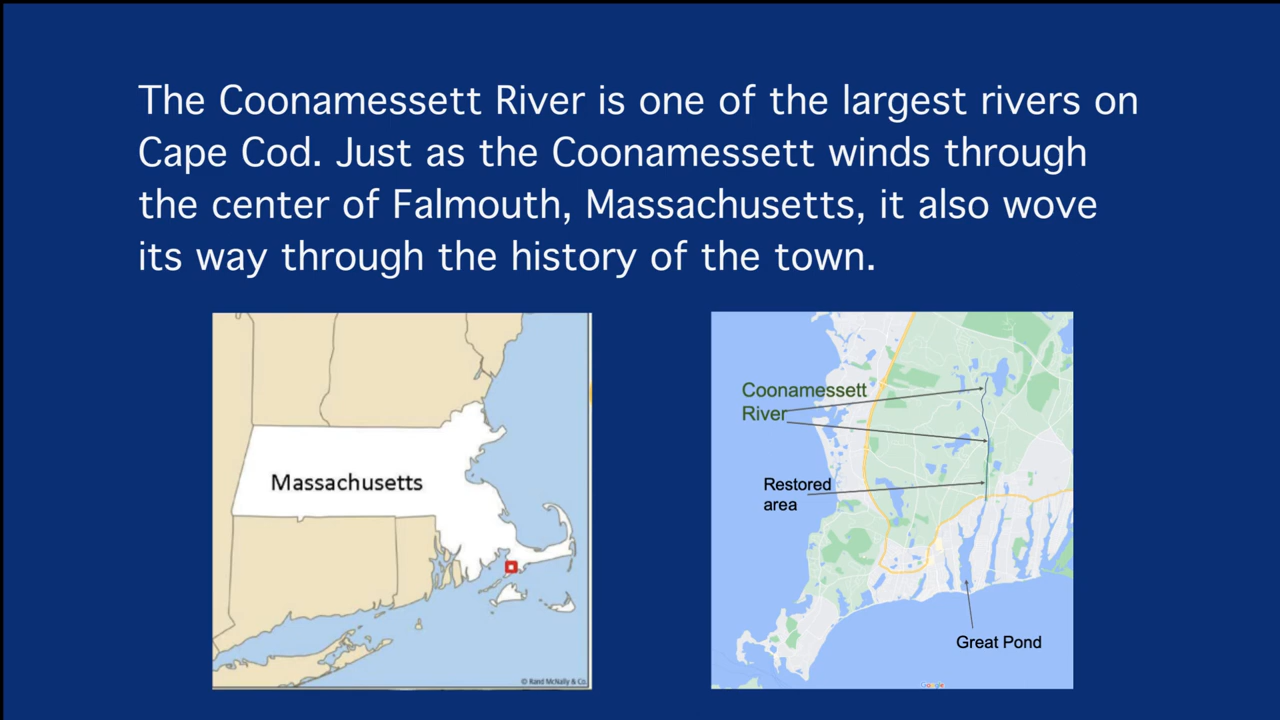 The Coonamessett River is one of the largest rivers on
Cape Cod. Just as the Coonamessett winds through
the center of Falmouth, Massachusetts, it also wove
its way through the history of the town.
Massachusetts
© Rand McNally & Co.
Coonamessett
River
Restored
area
Great Pond
Google